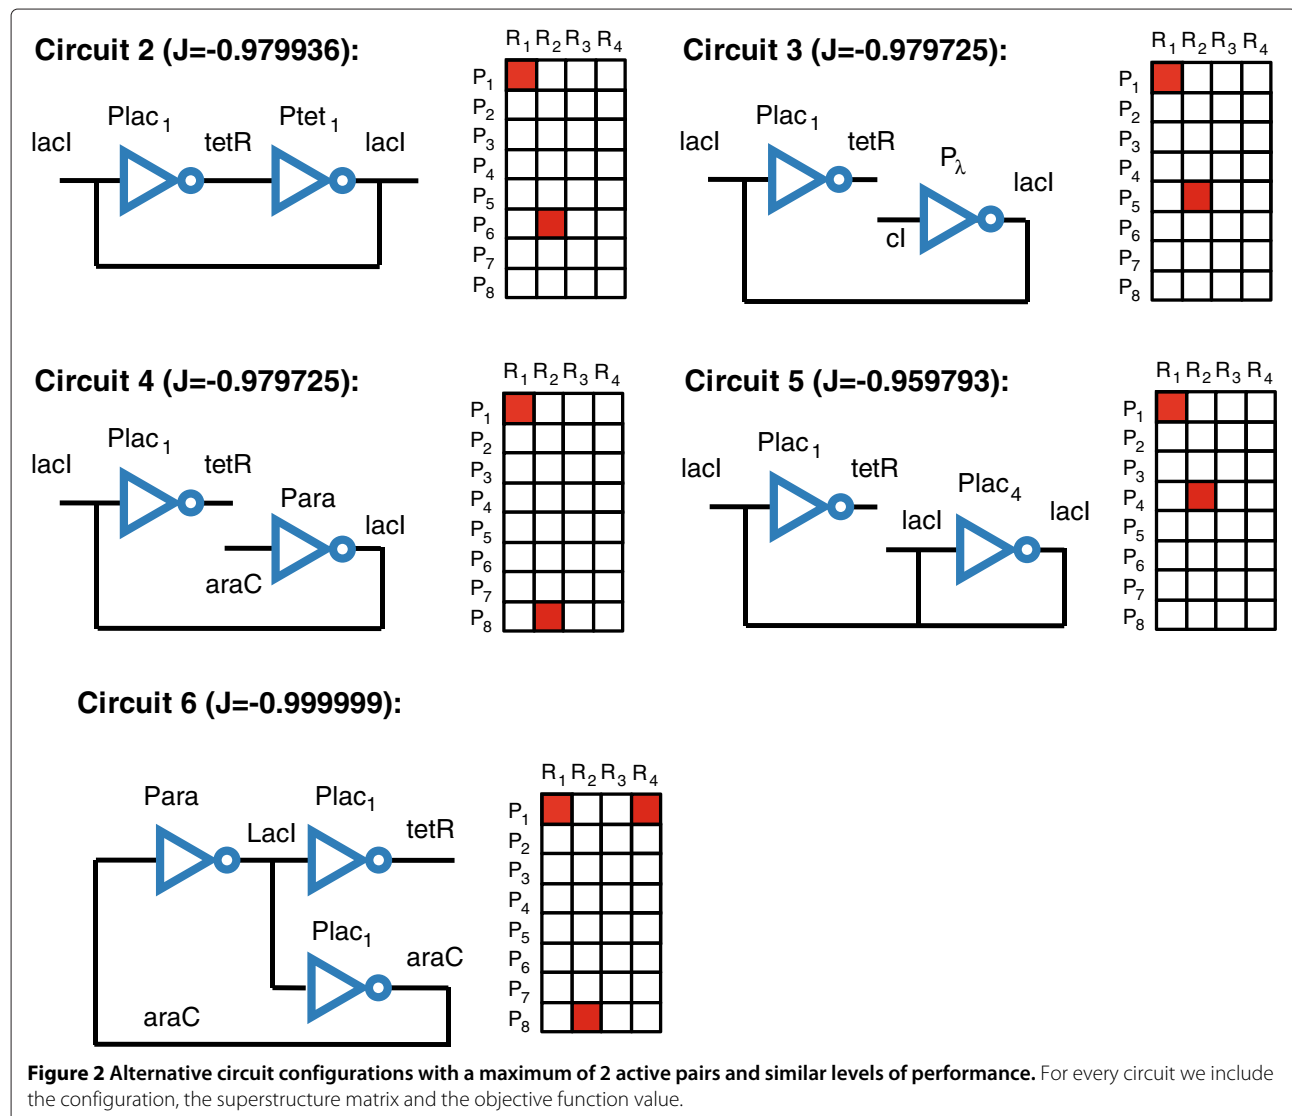 Circuit 2 (J=-0.979936):
R1 R2 R3 R4
lacI
Plac1
tetR
Ptet1
lacI
P1
P2
P3
P4
P5
P6
P7
P8
Circuit 3 (J=-0.979725):
R1 R2 R3 R4
lacI
Plac1
tetR
Pλ
lacI
cI
P1
P2
P3
P4
P5
P6
P7
P8
Circuit 4 (J=-0.979725):
R1 R2 R3 R4
lacI
Plac1
tetR
Para
lacI
araC
P1
P2
P3
P4
P5
P6
P7
P8
Circuit 5 (J=-0.959793):
R1 R2 R3 R4
lacI
Plac1
tetR
lacI
Plac4
lacI
P1
P2
P3
P4
P5
P6
P7
P8
Circuit 6 (J=-0.999999):
R1 R2 R3 R4
Para
LacI
Plac1
tetR
Plac1
araC
araC
P1
P2
P3
P4
P5
P6
P7
P8
Figure 2 Alternative circuit configurations with a maximum of 2 active pairs and similar levels of performance. For every circuit we include
the configuration, the superstructure matrix and the objective function value.